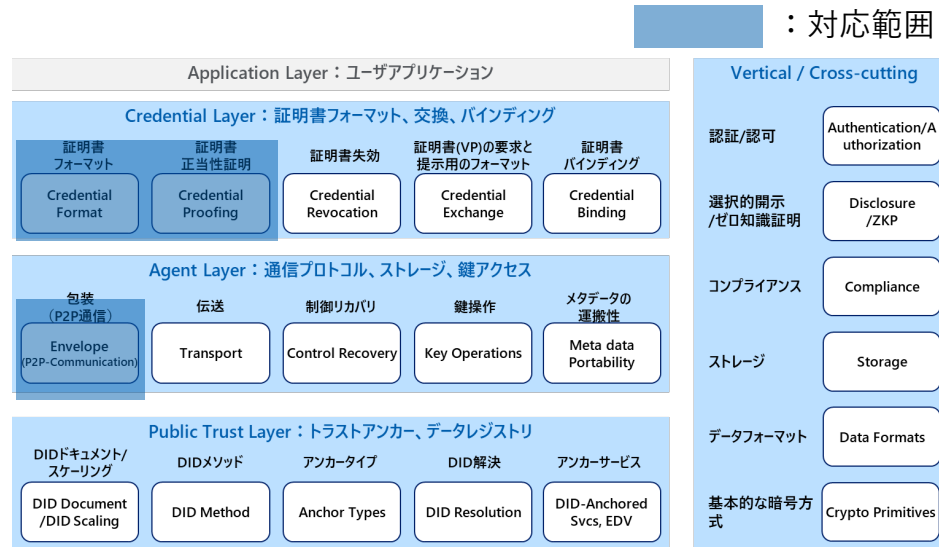 ：対応範囲
Application Layer：ユーザアプリケーション
Credential Layer：証明書フォーマット、交換、バインディング
証明書
フォーマット
Credential
Format
証明書
正当性証明
Credential
Proofing
証明書失効
Credential
Revocation
証明書(VP)の要求と
提示用のフォーマット
Credential
Exchange
証明書
バインディング
Credential
Binding
Agent Layer：通信プロトコル、ストレージ、鍵アクセス
包装
（P2P通信）
Envelope
(P2P-Communication)
伝送
Transport
制御リカバリ
Control Recovery
鍵操作
Key Operations
メタデータの
運搬性
Meta data
Portability
Public Trust Layer：トラストアンカー、データレジストリ
DIDドキュメント/
スケーリング
DID Document
/DID Scaling
DIDメソッド
DID Method
アンカータイプ
Anchor Types
DID解決
DID Resolution
アンカーサービス
DID-Anchored
Svcs, EDV
Vertical / Cross-cutting
認証/認可
Authentication/A
uthorization
選択的開示
/ゼロ知識証明
Disclosure
/ZKP
コンプライアンス
Compliance
ストレージ
Storage
データフォーマット
Data Formats
基本的な暗号方
式
Crypto Primitives